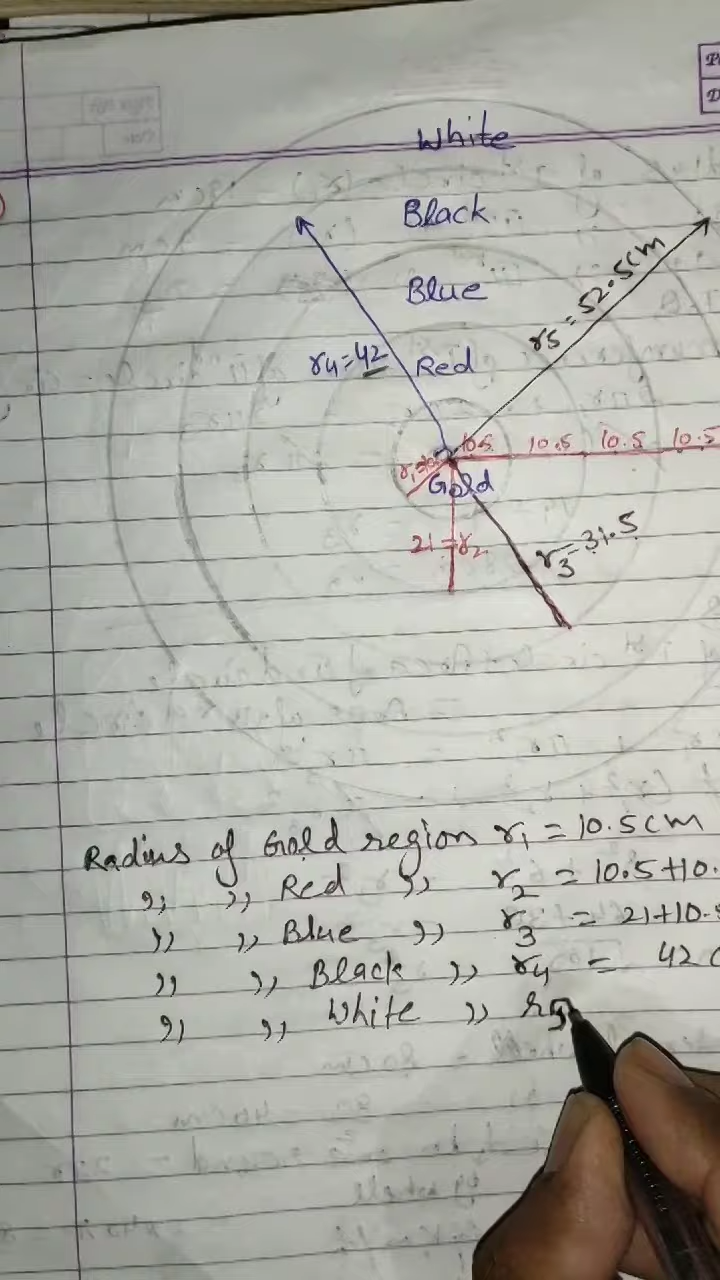 White
Black
Blue
r5 = 52.5cm
r4=42
Red
10.5 10.5 10.5 10.5
Gold
21=r2
r3=31.5
Radius of Gold region r1 = 10.5cm
,, ,, Red ,, r2 = 10.5+10.
,, ,, Blue ,, r3 = 21+10.5
,, ,, Black ,, r4 = 42 c
,, ,, White ,, r5